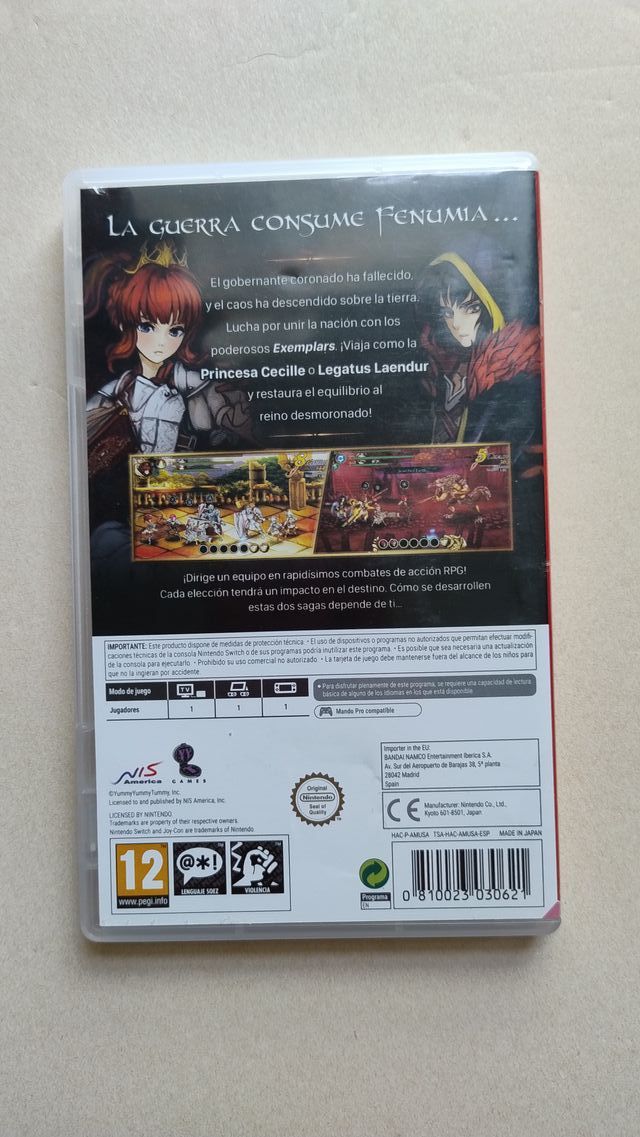 LA GUERRA CONSUME FENUMIA...
El gobernante coronado ha fallecido,
y el caos ha descendido sobre la tierra.
Lucha por unir la nación con los
poderosos Exemplars. ¡Viaja como la
Princesa Cecille o Legatus Laendur
y restaura el equilibrio al
reino desmoronado!
¡Dirige un equipo en rapidísimos combates de acción RPG!
Cada elección tendrá un impacto en el destino. Cómo se desarrollen
estas dos sagas depende de ti...
IMPORTANTE: Este producto dispone de medidas de protección técnica. • El uso de dispositivos o programas no autorizados que permitan efectuar modifi-
caciones técnicas de la consola Nintendo Switch o de sus programas podría inutilizar este programa. • Es posible que sea necesaria una actualización
de la consola para ejecutarlo. • Prohibido su uso comercial no autorizado. • La tarjeta de juego debe mantenerse fuera del alcance de los niños para
que no la ingieran por accidente.
Modo de juego TV
Jugadores 1 1 1
• Para disfrutar plenamente de este programa, se requiere una capacidad de lectura
básica de alguno de los idiomas en los que está disponible.
Mando Pro compatible
NIS
America
GAMES
©YummyYummyTummy, Inc.
Licensed to and published by NIS America, Inc.
LICENSED BY NINTENDO
Trademarks are property of their respective owners.
Nintendo Switch and Joy-Con are trademarks of Nintendo.
Original
Nintendo
Seal of
Quality
Importer in the EU:
BANDAI NAMCO Entertainment Iberica S.A.
Av. Sur del Aeropuerto de Barajas 38, 5ª planta
28042 Madrid
Spain
CE
Manufacturer: Nintendo Co., Ltd.,
Kyoto 601-8501, Japan
HAC-P-AMUSA TSA-HAC-AMUSA-ESP MADE IN JAPAN
12
www.pegi.info
@*!
LENGUAJE SOEZ
VIOLENCIA
Programa
EN
0 810023 030621